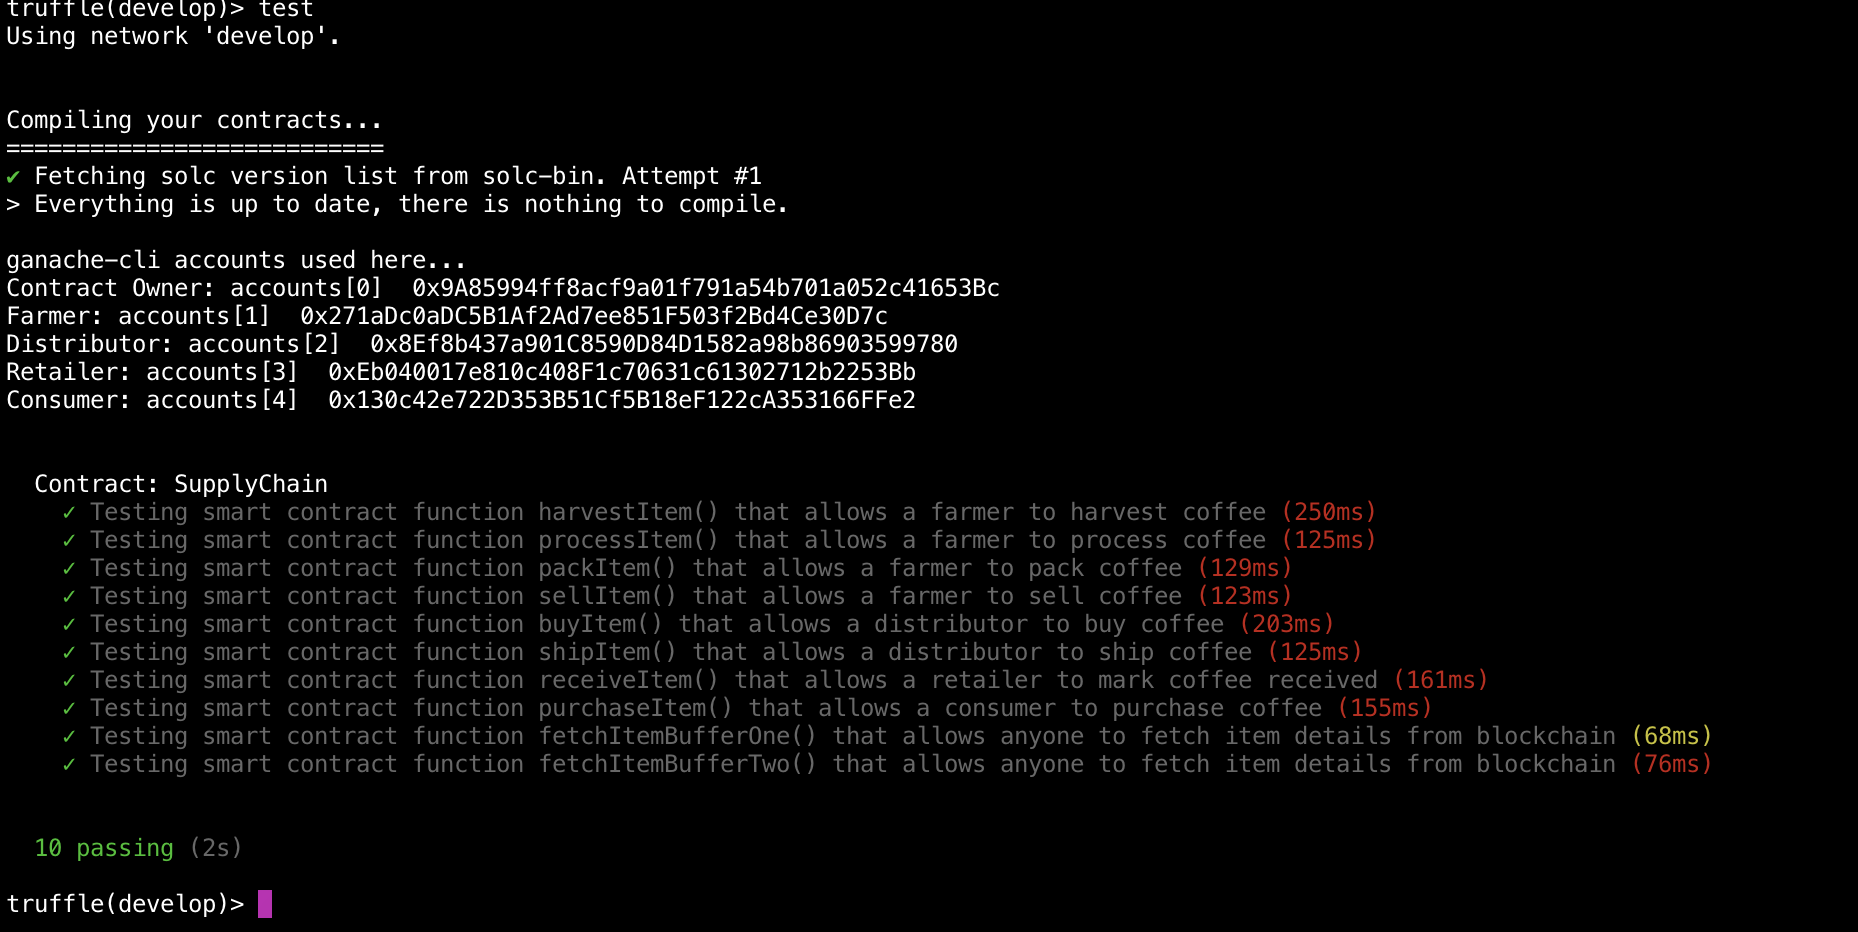 truffle(develop)> test
Using network 'develop'.
Compiling your contracts...
===========================
✔ Fetching solc version list from solc-bin. Attempt #1
> Everything is up to date, there is nothing to compile.
ganache-cli accounts used here...
Contract Owner: accounts[0]  0x9A85994ff8acf9a01f791a54b701a052c41653Bc
Farmer: accounts[1]  0x271aDc0aDC5B1Af2Ad7ee851F503f2Bd4Ce30D7c
Distributor: accounts[2]  0x8Ef8b437a901C8590D84D1582a98b86903599780
Retailer: accounts[3]  0xEb040017e810c408F1c70631c61302712b2253Bb
Consumer: accounts[4]  0x130c42e722D353B51Cf5B18eF122cA353166FFe2
Contract: SupplyChain
✓ Testing smart contract function harvestItem() that allows a farmer to harvest coffee (250ms)
✓ Testing smart contract function processItem() that allows a farmer to process coffee (125ms)
✓ Testing smart contract function packItem() that allows a farmer to pack coffee (129ms)
✓ Testing smart contract function sellItem() that allows a farmer to sell coffee (123ms)
✓ Testing smart contract function buyItem() that allows a distributor to buy coffee (203ms)
✓ Testing smart contract function shipItem() that allows a distributor to ship coffee (125ms)
✓ Testing smart contract function receiveItem() that allows a retailer to mark coffee received (161ms)
✓ Testing smart contract function purchaseItem() that allows a consumer to purchase coffee (155ms)
✓ Testing smart contract function fetchItemBufferOne() that allows anyone to fetch item details from blockchain (68ms)
✓ Testing smart contract function fetchItemBufferTwo() that allows anyone to fetch item details from blockchain (76ms)
10 passing (2s)
truffle(develop)>